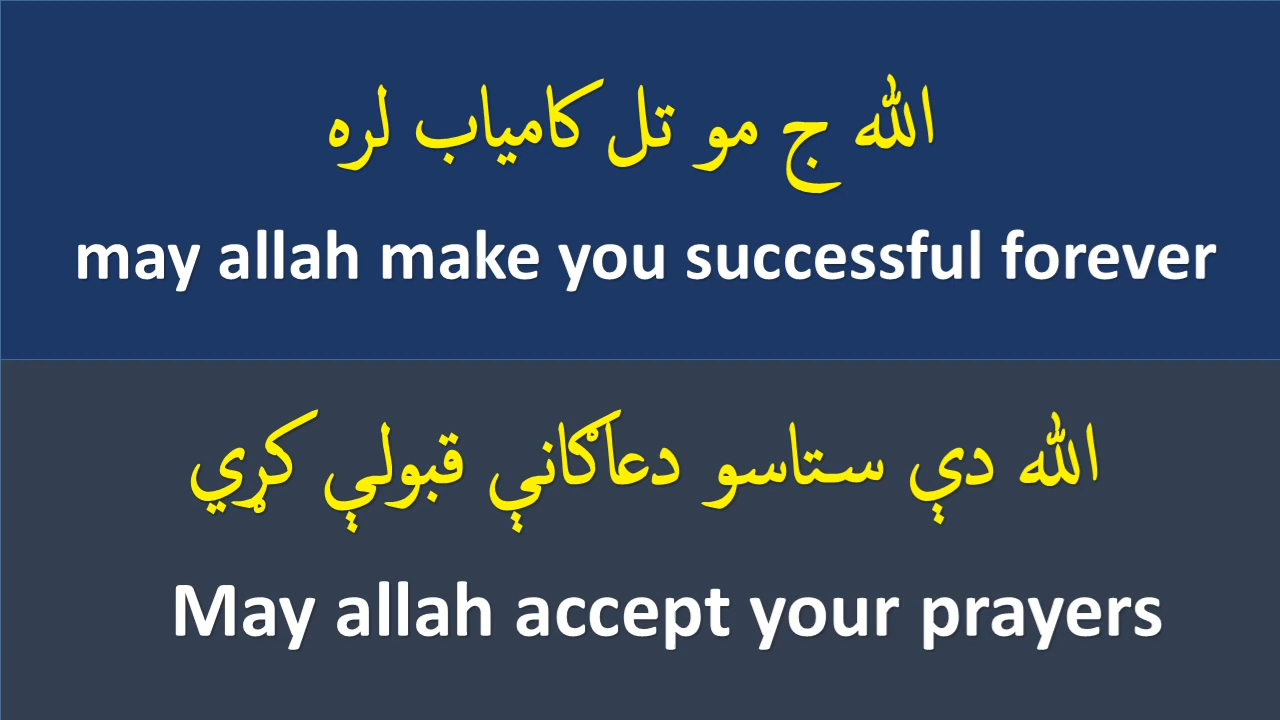 الله ج مو تل کامیاب لره
may allah make you successful forever
الله دې ستاسو دعاګانې قبولې کړي
May allah accept your prayers